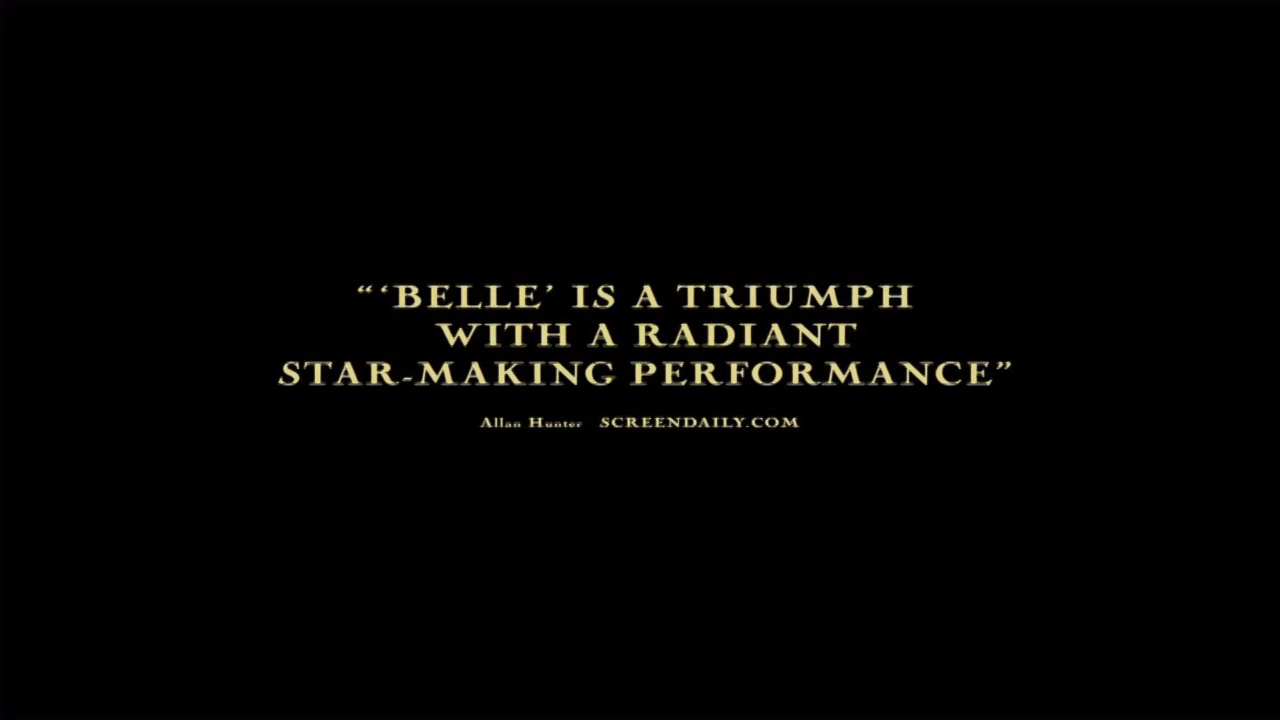 “‘BELLE’ IS A TRIUMPH
WITH A RADIANT
STAR-MAKING PERFORMANCE”
Allan Hunter SCREENDAILY.COM